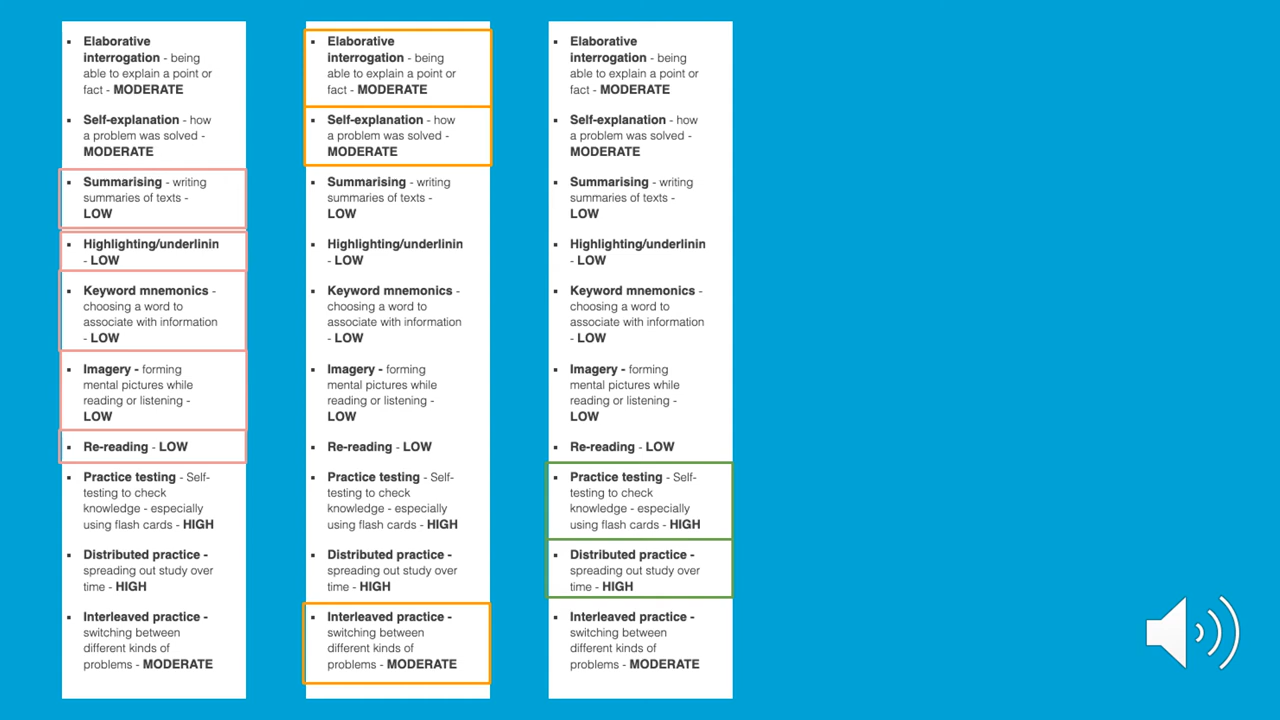 Elaborative
interrogation - being
able to explain a point or
fact - MODERATE
Self-explanation - how
a problem was solved -
MODERATE
Summarising - writing
summaries of texts -
LOW
Highlighting/underlinin
- LOW
Keyword mnemonics -
choosing a word to
associate with information
- LOW
Imagery - forming
mental pictures while
reading or listening -
LOW
Re-reading - LOW
Practice testing - Self-
testing to check
knowledge - especially
using flash cards - HIGH
Distributed practice -
spreading out study over
time - HIGH
Interleaved practice -
switching between
different kinds of
problems - MODERATE
Elaborative
interrogation - being
able to explain a point or
fact - MODERATE
Self-explanation - how
a problem was solved -
MODERATE
Summarising - writing
summaries of texts -
LOW
Highlighting/underlinin
- LOW
Keyword mnemonics -
choosing a word to
associate with information
- LOW
Imagery - forming
mental pictures while
reading or listening -
LOW
Re-reading - LOW
Practice testing - Self-
testing to check
knowledge - especially
using flash cards - HIGH
Distributed practice -
spreading out study over
time - HIGH
Interleaved practice -
switching between
different kinds of
problems - MODERATE
Elaborative
interrogation - being
able to explain a point or
fact - MODERATE
Self-explanation - how
a problem was solved -
MODERATE
Summarising - writing
summaries of texts -
LOW
Highlighting/underlinin
- LOW
Keyword mnemonics -
choosing a word to
associate with information
- LOW
Imagery - forming
mental pictures while
reading or listening -
LOW
Re-reading - LOW
Practice testing - Self-
testing to check
knowledge - especially
using flash cards - HIGH
Distributed practice -
spreading out study over
time - HIGH
Interleaved practice -
switching between
different kinds of
problems - MODERATE